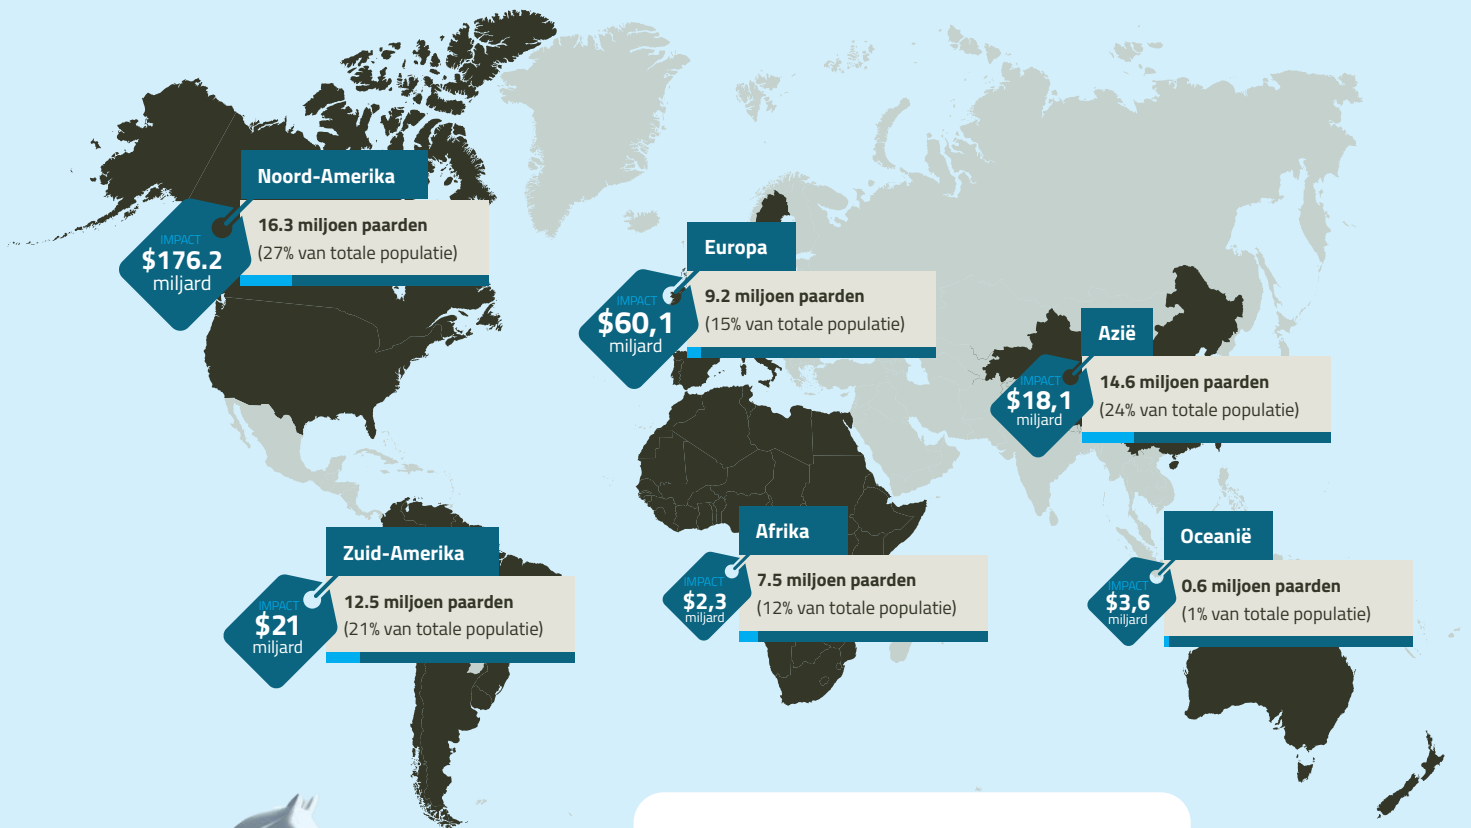 Noord-Amerika
16.3 miljoen paarden
(27% van totale populatie)
IMPACT
$176.2
miljard
Europa
9.2 miljoen paarden
(15% van totale populatie)
IMPACT
$60,1
miljard
Azië
14.6 miljoen paarden
(24% van totale populatie)
IMPACT
$18,1
miljard
Zuid-Amerika
12.5 miljoen paarden
(21% van totale populatie)
IMPACT
$21
miljard
Afrika
7.5 miljoen paarden
(12% van totale populatie)
IMPACT
$2,3
miljard
Oceanië
0.6 miljoen paarden
(1% van totale populatie)
IMPACT
$3,6
miljard